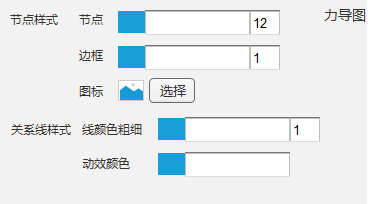 力导图
节点样式 节点 12
边框 1
图标 选择
关系线样式 线颜色粗细 1
动效颜色